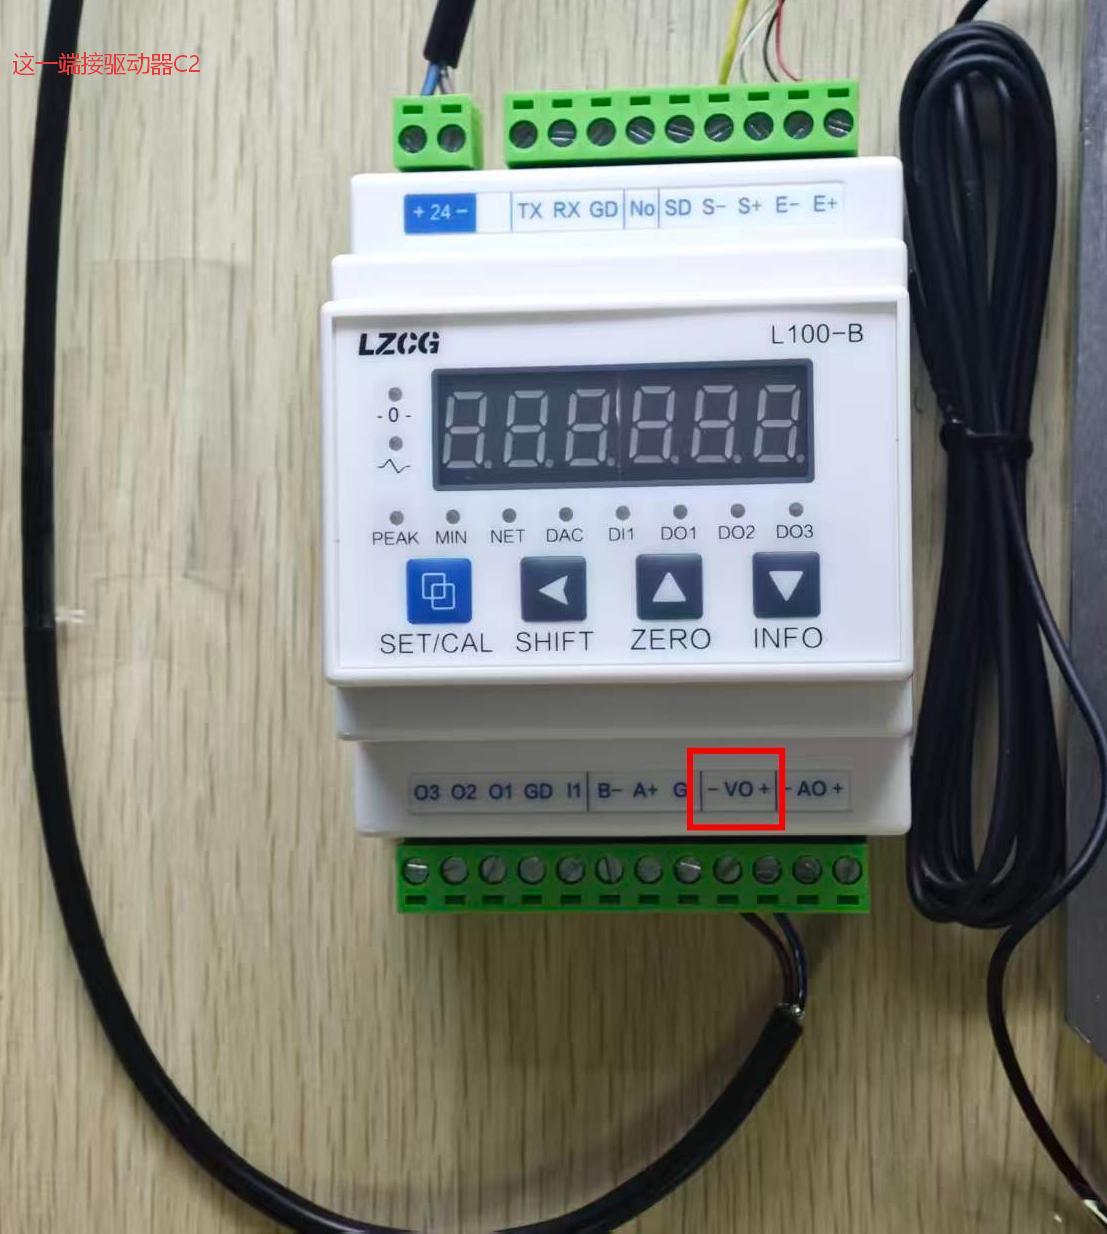 这一端接驱动器C2
+ 24 -
TX RX GD No SD S- S+ E- E+
LZCG
L100-B
- 0 -
PEAK MIN NET DAC DI1 DO1 DO2 DO3
SET/CAL SHIFT ZERO INFO
O3 O2 O1 GD I1 B- A+ G - VO + - AO +